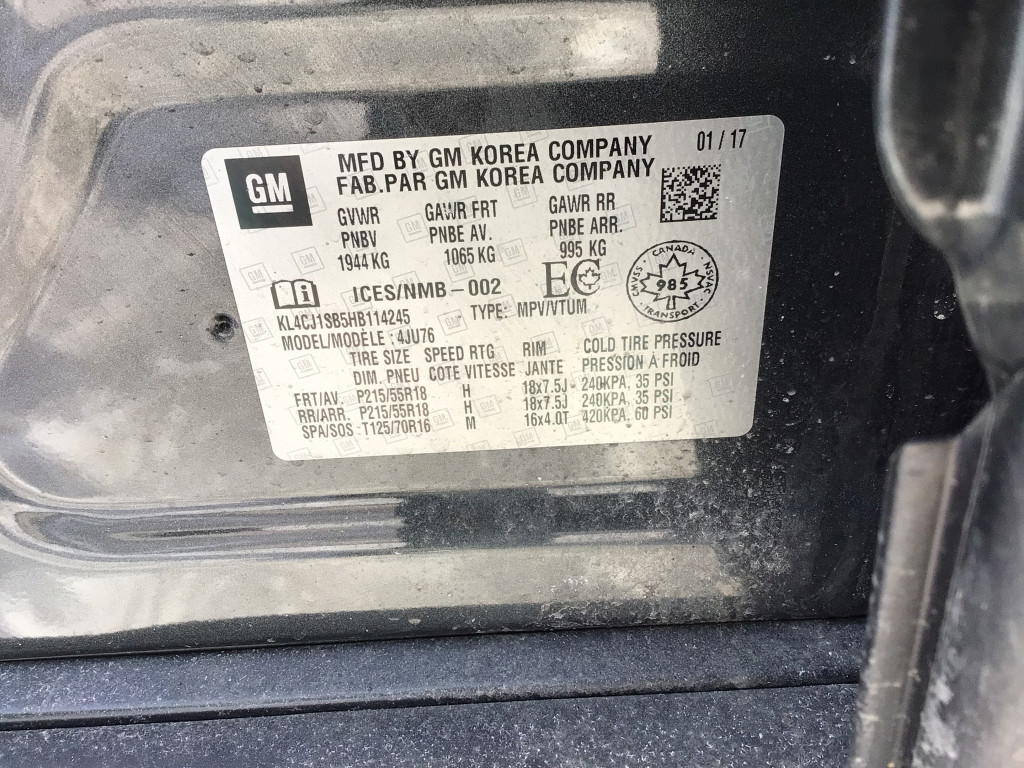 GM
MFD BY GM KOREA COMPANY 01 / 17
FAB.PAR GM KOREA COMPANY
GVWR GAWR FRT GAWR RR
PNBV PNBE AV. PNBE ARR.
1944 KG 1065 KG 995 KG
ICES/NMB-002 EC
CANADA
CMVSS 985 NSVAC
TRANSPORT
KL4CJ1SB5HB114245 TYPE: MPV/VTUM
MODEL/MODÈLE : 4JU76
TIRE SIZE SPEED RTG RIM COLD TIRE PRESSURE
DIM. PNEU COTE VITESSE JANTE PRESSION À FROID
FRT/AV. P215/55R18 H 18x7.5J - 240KPA, 35 PSI
RR/ARR. P215/55R18 H 18x7.5J - 240KPA, 35 PSI
SPA/SOS : T125/70R16 M 16x4.0T - 420KPA, 60 PSI